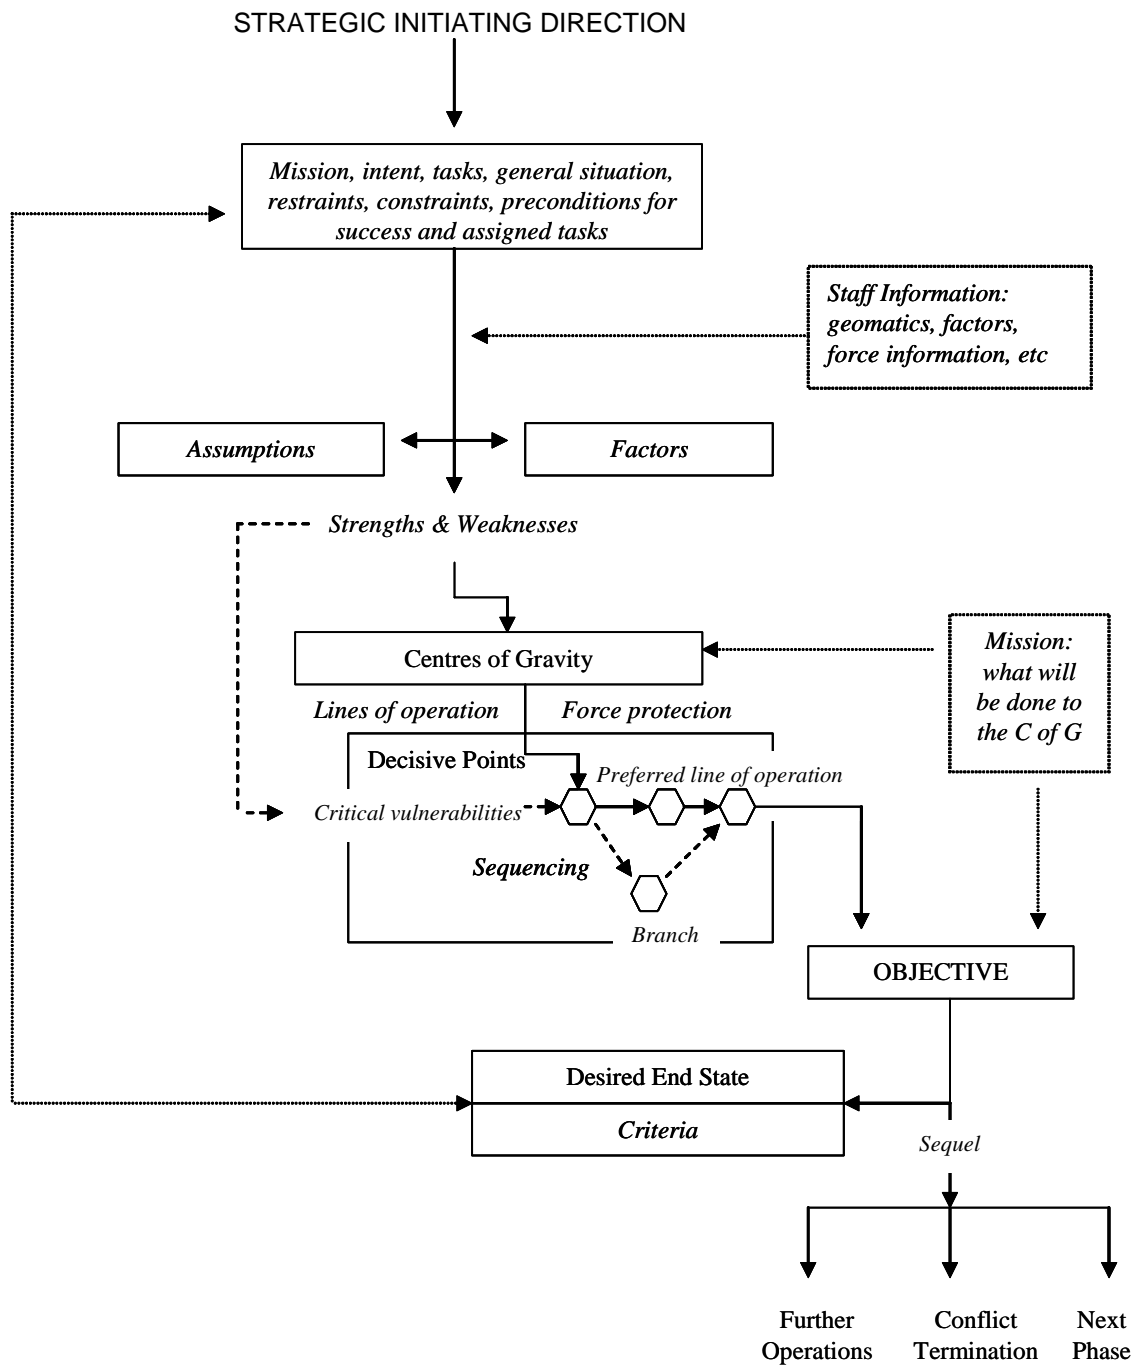 STRATEGIC INITIATING DIRECTION
Mission, intent, tasks, general situation,
restraints, constraints, preconditions for
success and assigned tasks
Staff Information:
geomatics, factors,
force information, etc
Assumptions
Factors
Strengths & Weaknesses
Centres of Gravity
Mission:
what will
be done to
the C of G
Lines of operation
Force protection
Decisive Points
Preferred line of operation
Critical vulnerabilities
Sequencing
Branch
OBJECTIVE
Desired End State
Criteria
Sequel
Further
Operations
Conflict
Termination
Next
Phase